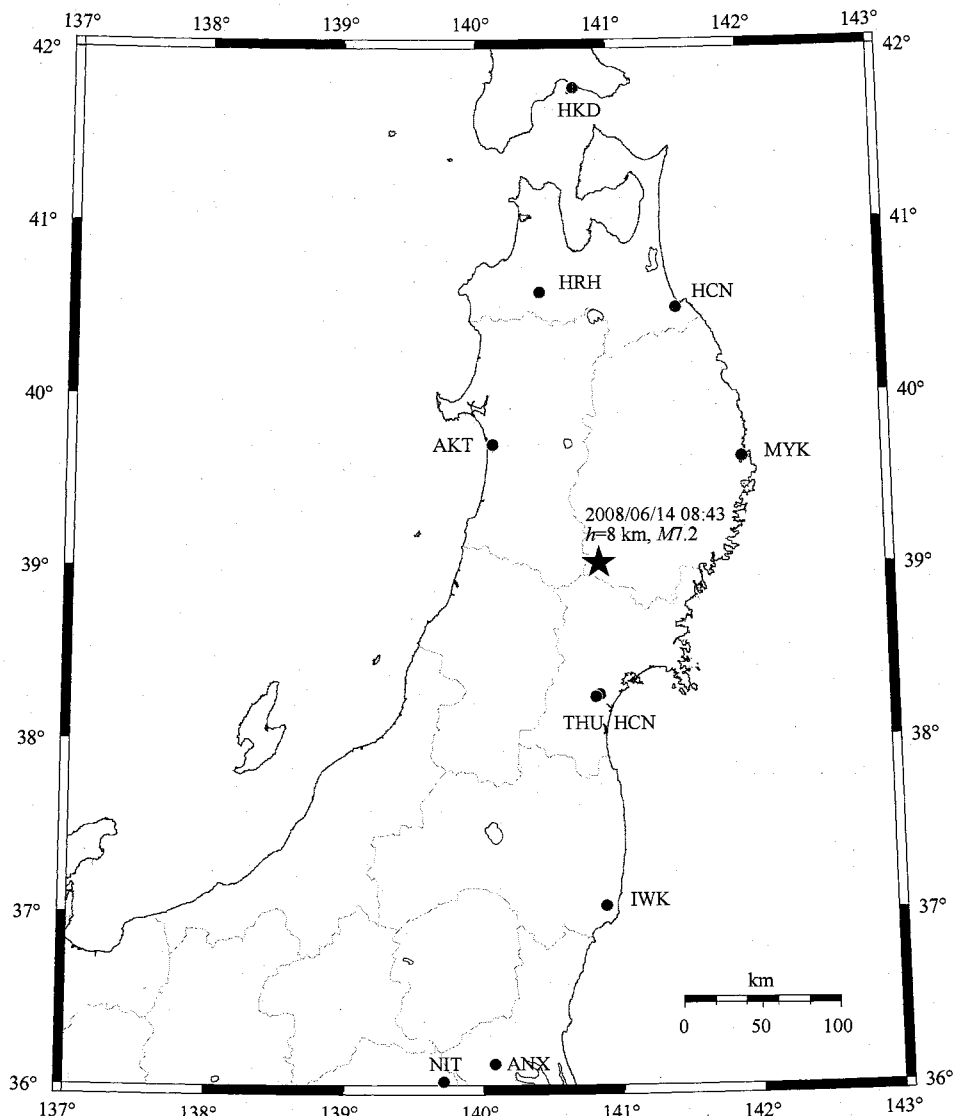 137° 138° 139° 140° 141° 142° 143°
42° 42°
HKD
41° 41°
HRH HCN
40° 40°
AKT MYK
2008/06/14 08:43
h=8 km, M7.2
39° 39°
THU HCN
38° 38°
IWK
37° 37°
km
0 50 100
NIT ANX
36° 36°
137° 138° 139° 140° 141° 142° 143°